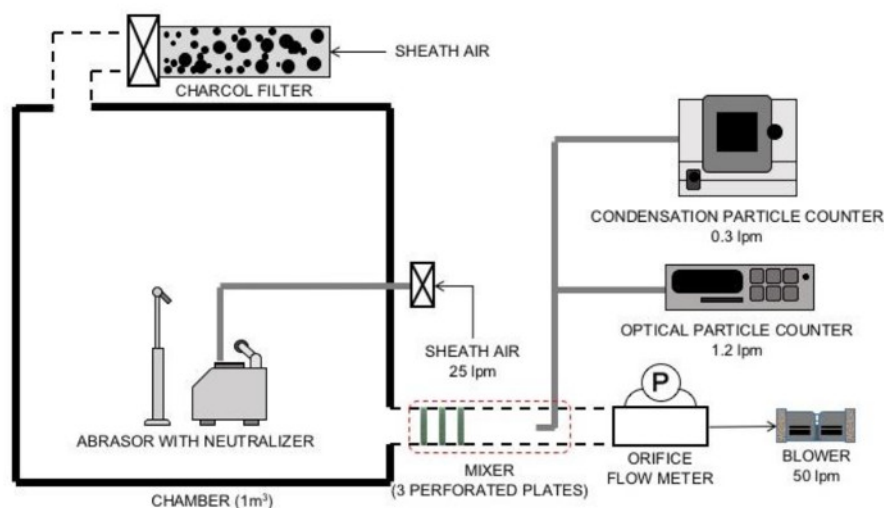 SHEATH AIR
CHARCOL FILTER
CONDENSATION PARTICLE COUNTER
0.3 lpm
OPTICAL PARTICLE COUNTER
1.2 lpm
SHEATH AIR
25 lpm
P
ABRASOR WITH NEUTRALIZER
MIXER
(3 PERFORATED PLATES)
ORIFICE
FLOW METER
BLOWER
50 lpm
CHAMBER (1m³)